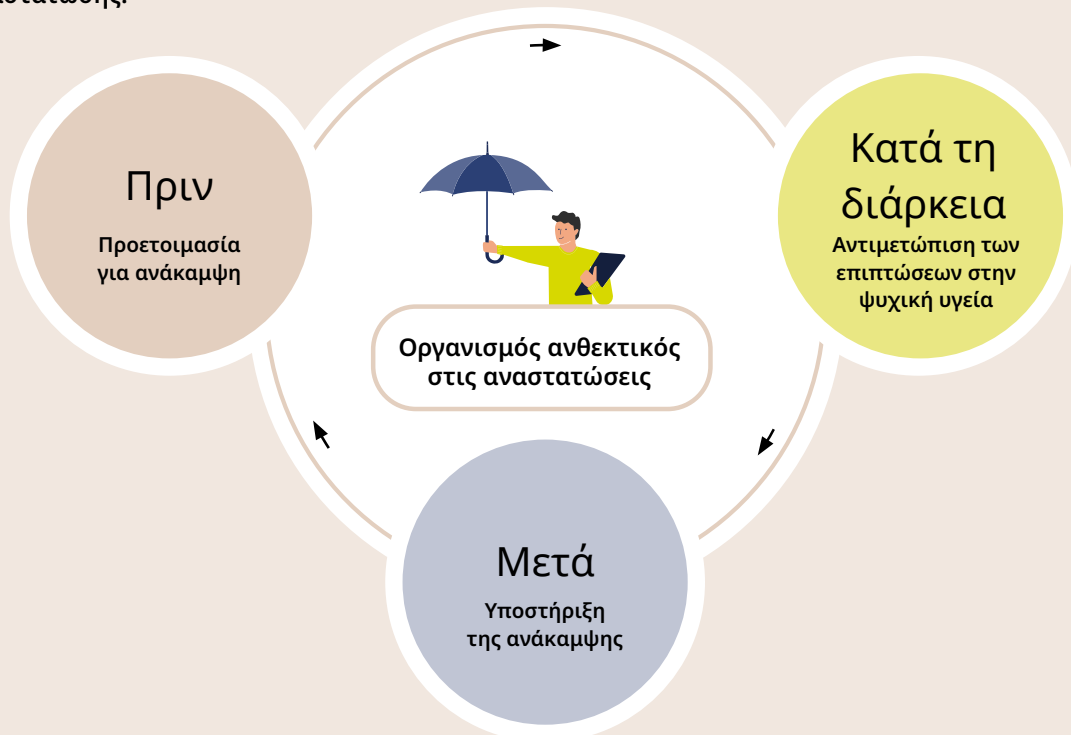 Πριν
Προετοιμασία
για ανάκαμψη
Κατά τη
διάρκεια
Αντιμετώπιση των
επιπτώσεων στην
ψυχική υγεία
Οργανισμός ανθεκτικός
στις αναστατώσεις
Μετά
Υποστήριξη
της ανάκαμψης